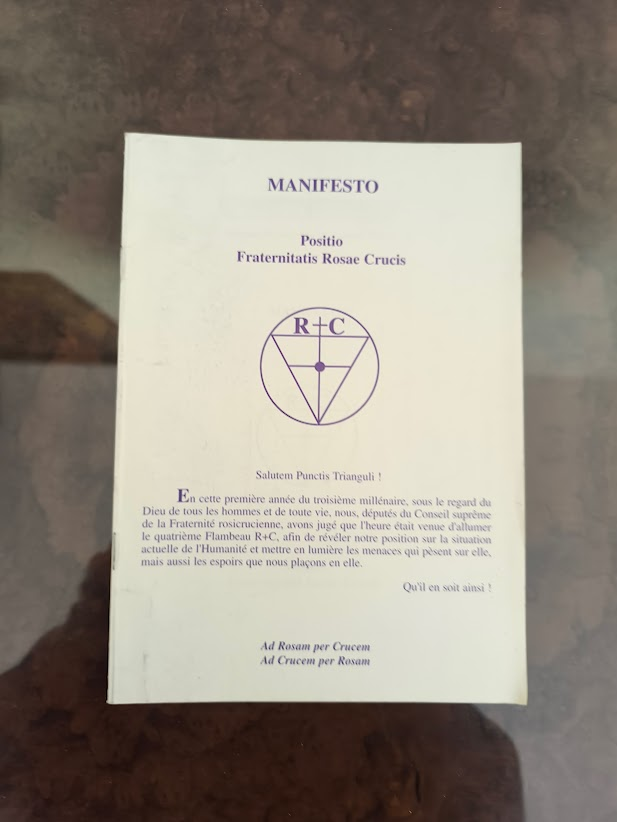 MANIFESTO
Positio
Fraternitatis Rosae Crucis
R+C
Salutem Punctis Trianguli !
En cette première année du troisième millénaire, sous le regard du
Dieu de tous les hommes et de toute vie, nous, députés du Conseil suprême
de la Fraternité rosicrucienne, avons jugé que l'heure était venue d'allumer
le quatrième Flambeau R+C, afin de révéler notre position sur la situation
actuelle de l'Humanité et mettre en lumière les menaces qui pèsent sur elle,
mais aussi les espoirs que nous plaçons en elle.
Qu'il en soit ainsi !
Ad Rosam per Crucem
Ad Crucem per Rosam